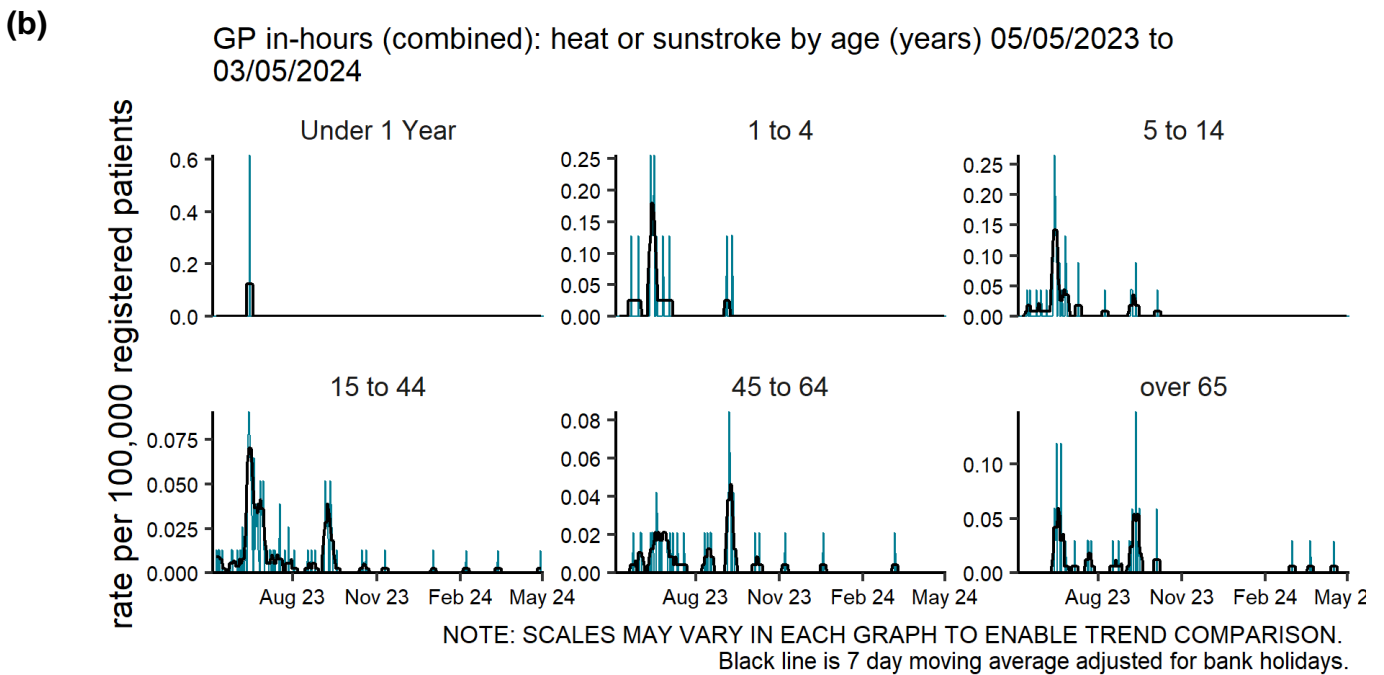 (b)
GP in-hours (combined): heat or sunstroke by age (years) 05/05/2023 to
03/05/2024
rate per 100,000 registered patients
Under 1 Year
0.6
0.4
0.2
0.0
1 to 4
0.25
0.20
0.15
0.10
0.05
0.00
5 to 14
0.25
0.20
0.15
0.10
0.05
0.00
15 to 44
0.075
0.050
0.025
0.000
Aug 23 Nov 23 Feb 24 May 24
45 to 64
0.08
0.06
0.04
0.02
0.00
Aug 23 Nov 23 Feb 24 May 24
over 65
0.10
0.05
0.00
Aug 23 Nov 23 Feb 24 May 2
NOTE: SCALES MAY VARY IN EACH GRAPH TO ENABLE TREND COMPARISON.
Black line is 7 day moving average adjusted for bank holidays.